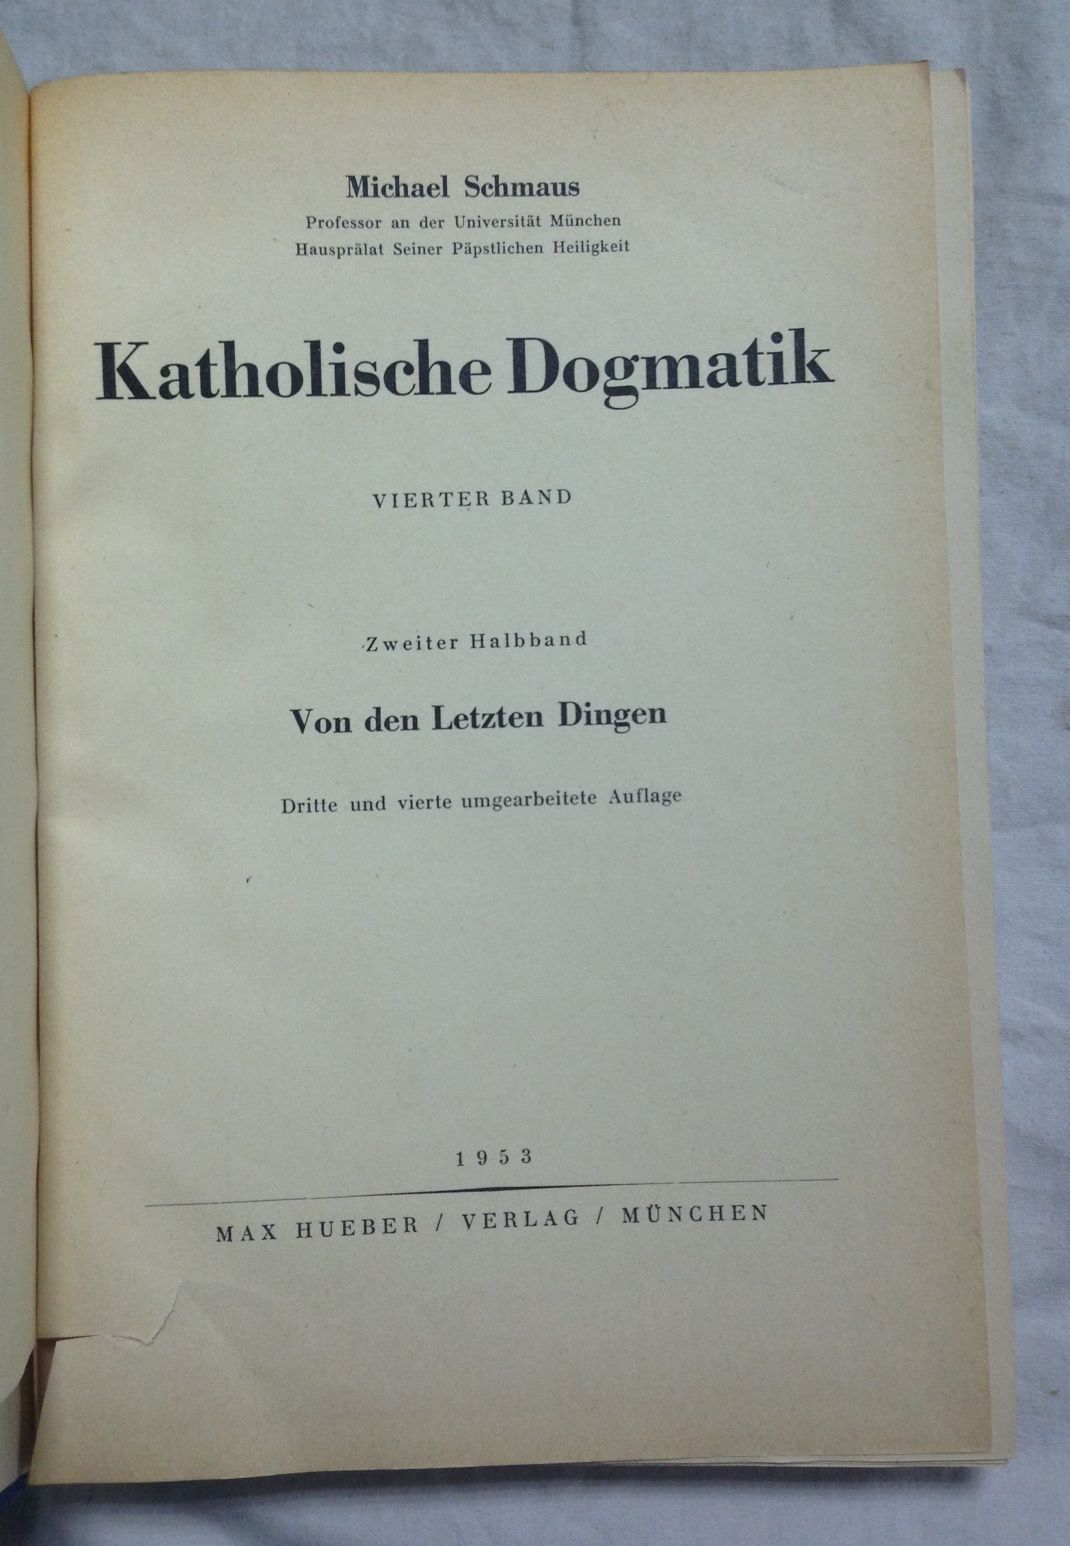 Michael Schmaus
Professor an der Universität München
Hausprälat Seiner Päpstlichen Heiligkeit
Katholische Dogmatik
VIERTER BAND
Zweiter Halbband
Von den Letzten Dingen
Dritte und vierte umgearbeitete Auflage
1953
MAX HUEBER / VERLAG / MÜNCHEN